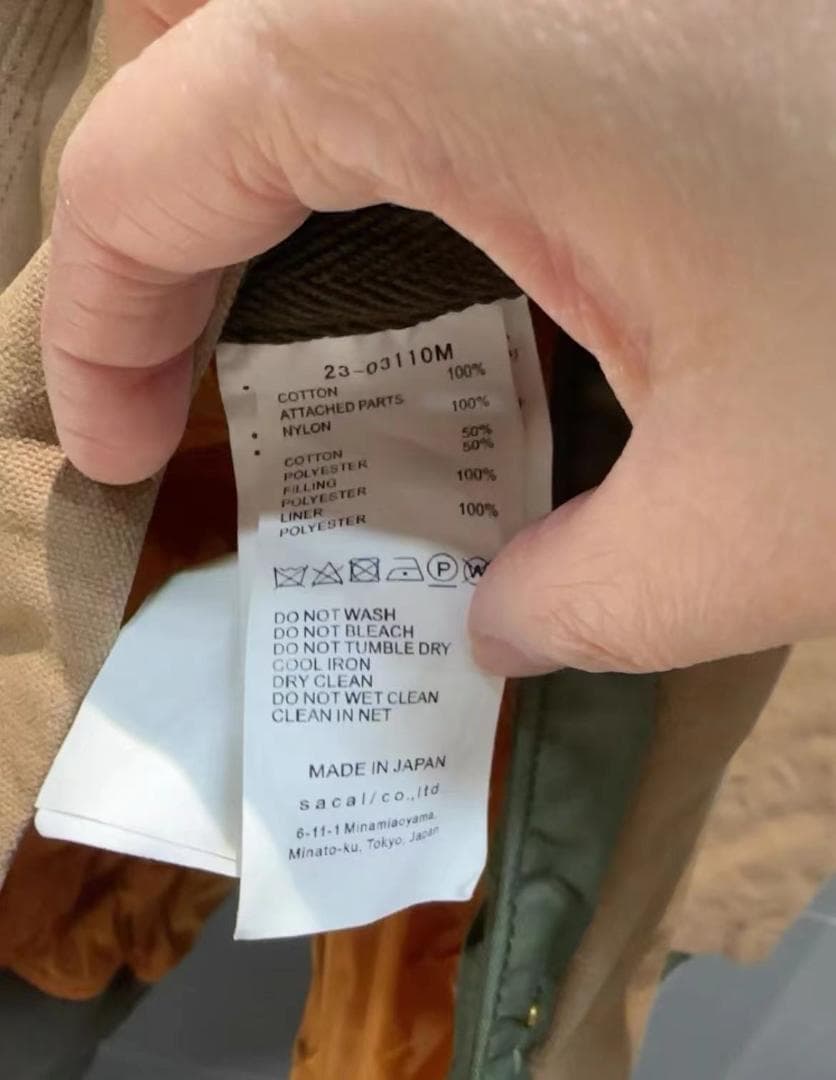 23-03110M
COTTON 100%
ATTACHED PARTS
NYLON 100%
COTTON 50%
POLYESTER 50%
FILLING
POLYESTER 100%
LINER
POLYESTER 100%
P W
DO NOT WASH
DO NOT BLEACH
DO NOT TUMBLE DRY
COOL IRON
DRY CLEAN
DO NOT WET CLEAN
CLEAN IN NET
MADE IN JAPAN
sacai/co.,ltd
6-11-1 Minamiaoyama,
Minato-ku, Tokyo, Japan